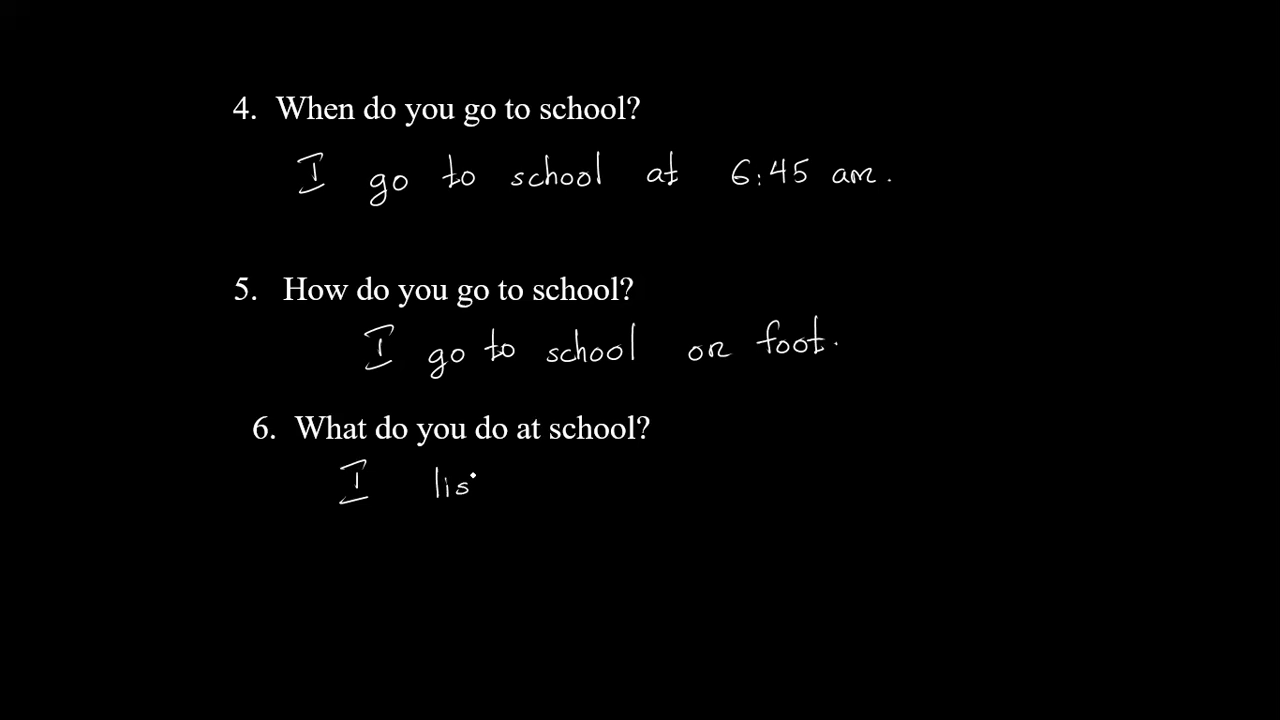 4. When do you go to school?
I go to school at 6:45 am.
5. How do you go to school?
I go to school on foot.
6. What do you do at school?
I lis